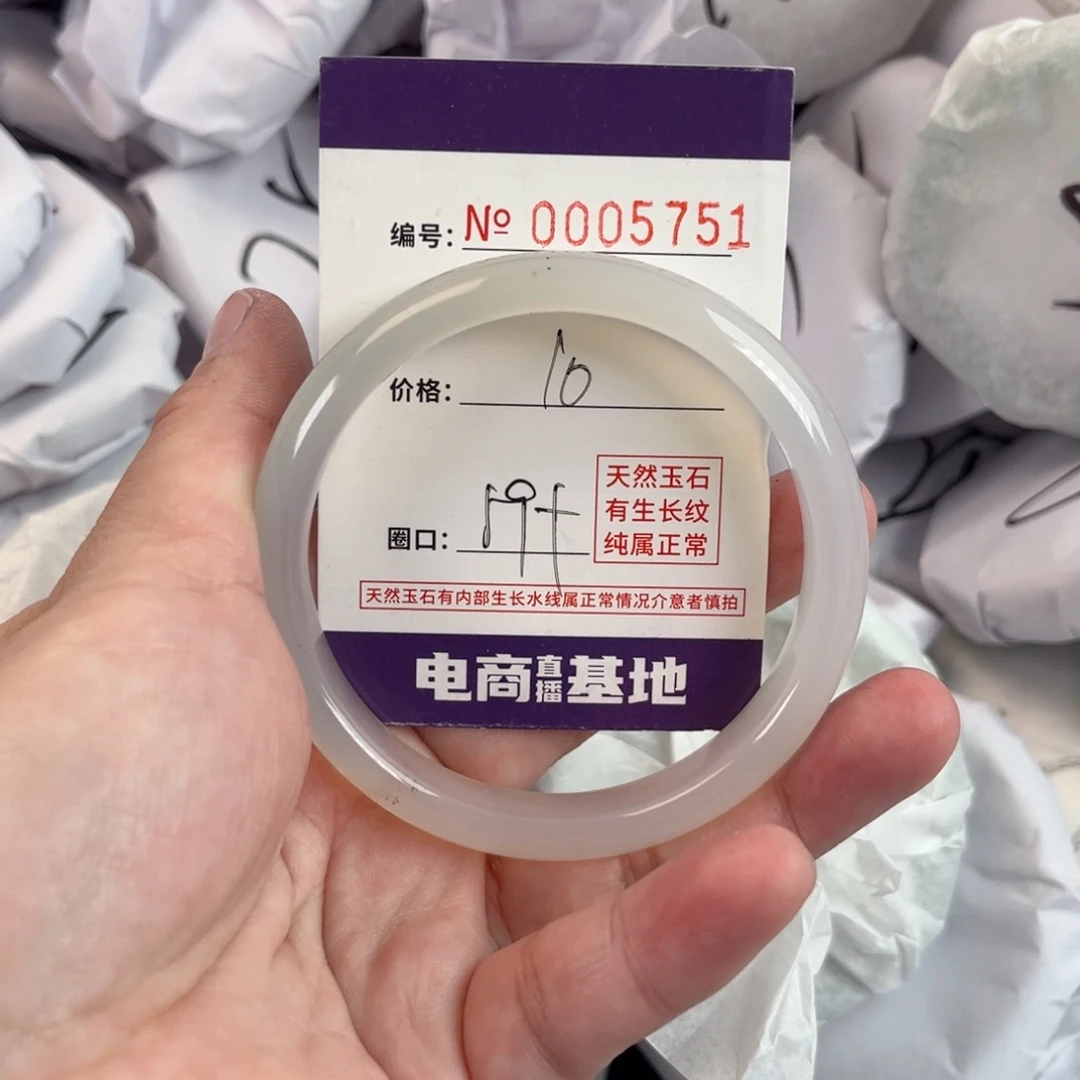 编号: № 0005751
价格: 10
圈口:
天然玉石
有生长纹
纯属正常
天然玉石有内部生长水线属正常情况介意者慎拍
电商直播基地